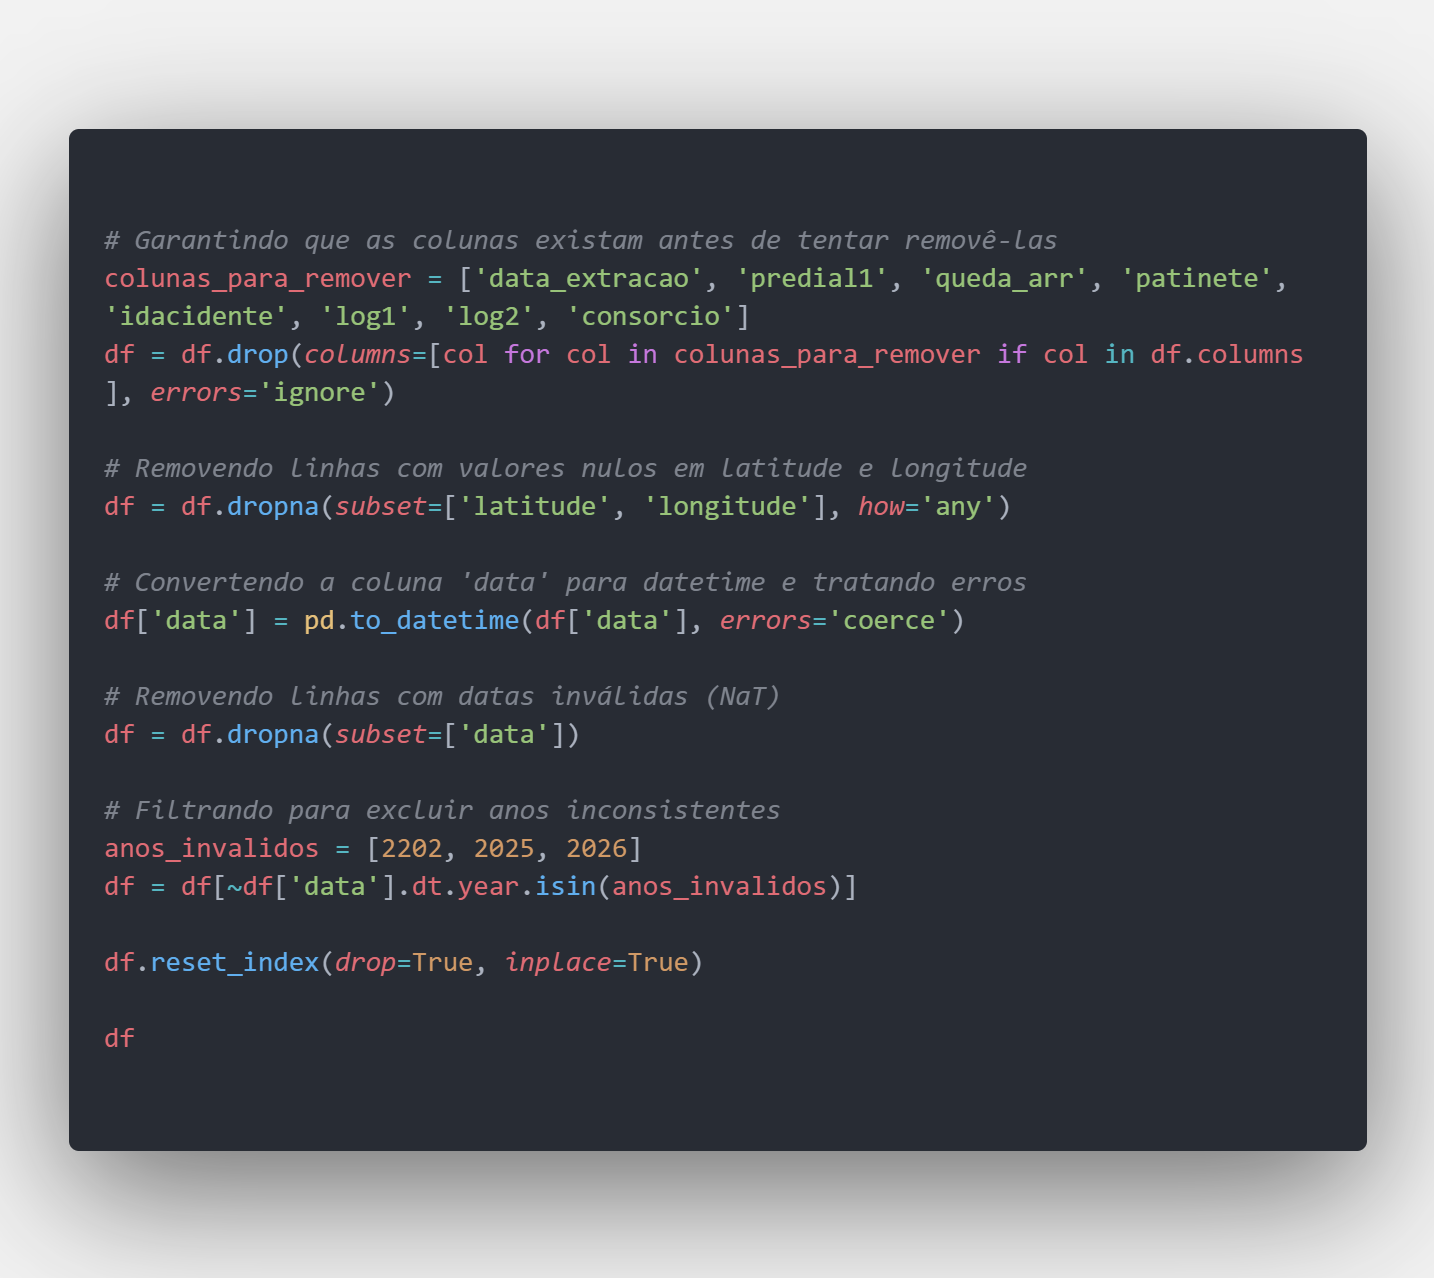 # Garantindo que as colunas existam antes de tentar removê-las
colunas_para_remover = ['data_extracao', 'predial1', 'queda_arr', 'patinete',
'idacidente', 'log1', 'log2', 'consorcio']
df = df.drop(columns=[col for col in colunas_para_remover if col in df.columns
], errors='ignore')
# Removendo linhas com valores nulos em latitude e longitude
df = df.dropna(subset=['latitude', 'longitude'], how='any')
# Convertendo a coluna 'data' para datetime e tratando erros
df['data'] = pd.to_datetime(df['data'], errors='coerce')
# Removendo linhas com datas inválidas (NaT)
df = df.dropna(subset=['data'])
# Filtrando para excluir anos inconsistentes
anos_invalidos = [2202, 2025, 2026]
df = df[~df['data'].dt.year.isin(anos_invalidos)]
df.reset_index(drop=True, inplace=True)
df